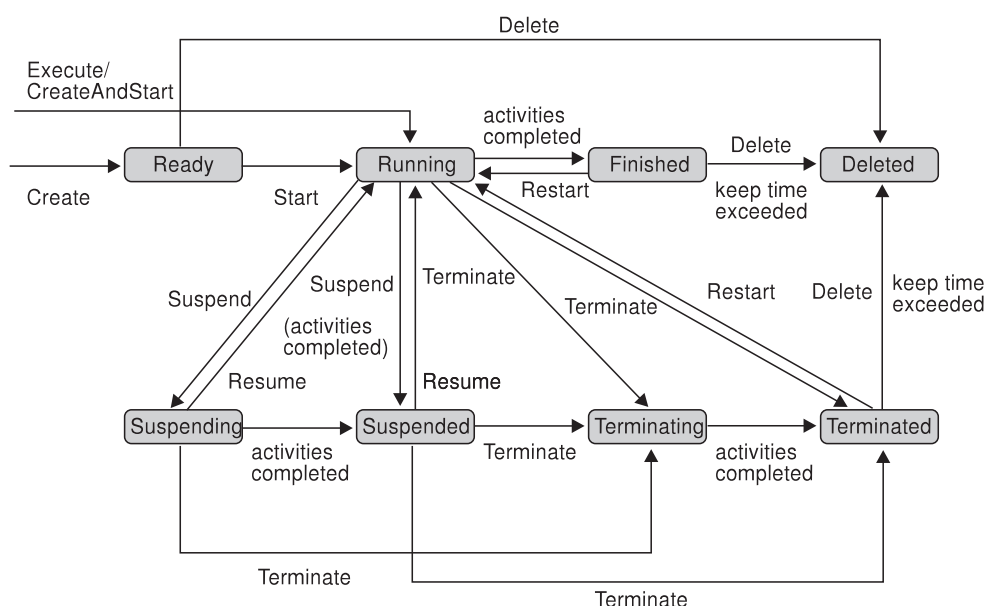 Delete
Execute/
CreateAndStart
activities
completed
Ready
Running
Finished
Delete
Deleted
Create
Start
Restart
keep time
exceeded
Suspend
Suspend
Terminate
Terminate
Restart
Delete
keep time
exceeded
(activities
completed)
Resume
Resume
Suspending
Suspended
Terminating
Terminated
activities
completed
Terminate
activities
completed
Terminate
Terminate